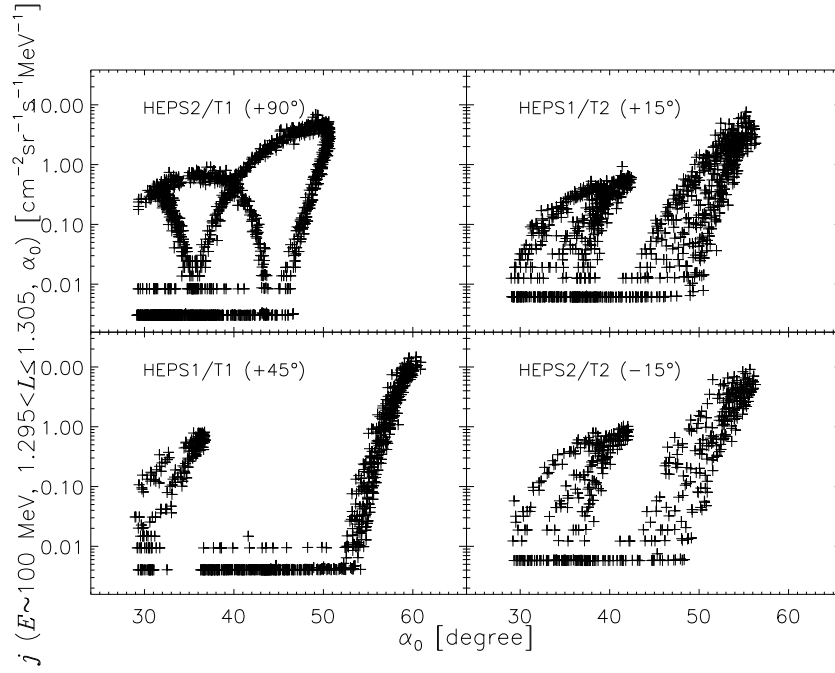 j (E~100 MeV, 1.295<L≤1.305, α₀) [cm⁻²sr⁻¹s⁻¹MeV⁻¹]
HEPS2/T1 (+90°)
HEPS1/T2 (+15°)
10.00
1.00
0.10
0.01
HEPS1/T1 (+45°)
HEPS2/T2 (−15°)
10.00
1.00
0.10
0.01
30 40 50 60 30 40 50 60
α₀ [degree]